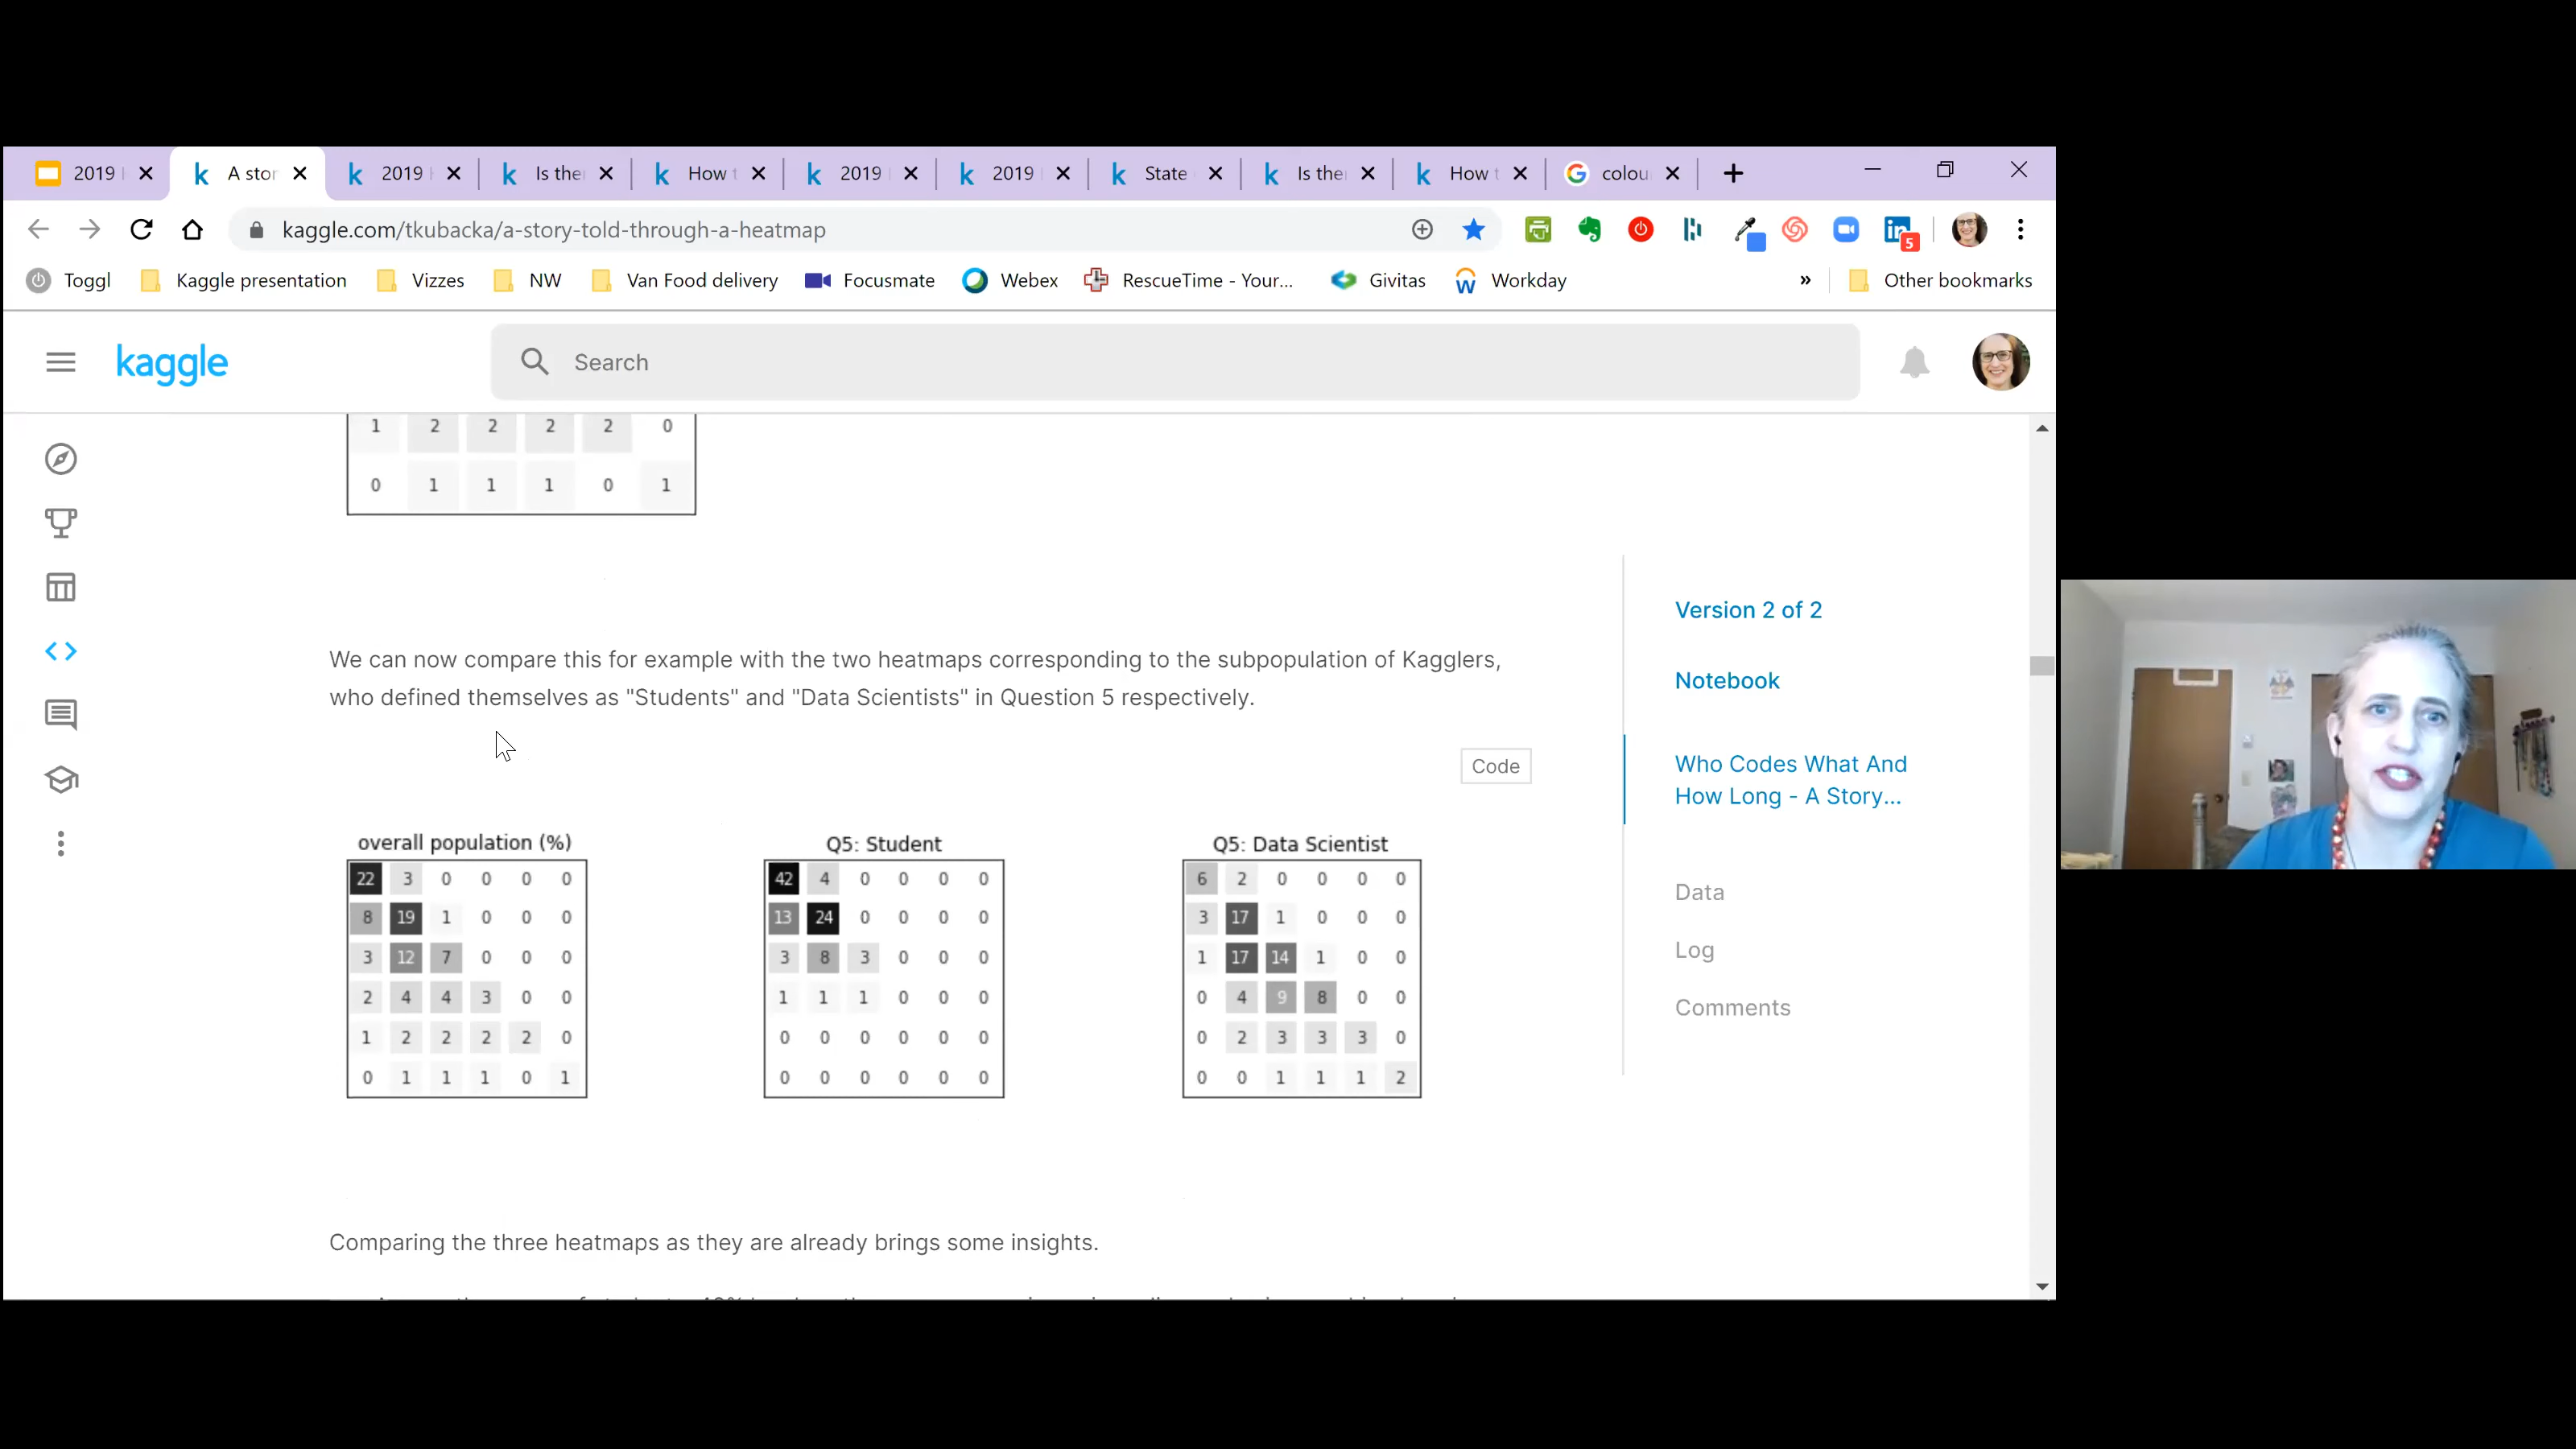 2019
A stor
2019
Is the
How t
2019
2019
State
Is the
How t
colou
kaggle.com/tkubacka/a-story-told-through-a-heatmap
5
Toggl Kaggle presentation Vizzes NW Van Food delivery Focusmate Webex RescueTime - Your... Givitas Workday » Other bookmarks
kaggle
Search
1 2 2 2 2 0
0 1 1 1 0 1
We can now compare this for example with the two heatmaps corresponding to the subpopulation of Kagglers,
who defined themselves as "Students" and "Data Scientists" in Question 5 respectively.
Code
overall population (%)
22 3 0 0 0 0
8 19 1 0 0 0
3 12 7 0 0 0
2 4 4 3 0 0
1 2 2 2 2 0
0 1 1 1 0 1
Q5: Student
42 4 0 0 0 0
13 24 0 0 0 0
3 8 3 0 0 0
1 1 1 0 0 0
0 0 0 0 0 0
0 0 0 0 0 0
Q5: Data Scientist
6 2 0 0 0 0
3 17 1 0 0 0
1 17 14 1 0 0
0 4 9 8 0 0
0 2 3 3 3 0
0 0 1 1 1 2
Comparing the three heatmaps as they are already brings some insights.
Version 2 of 2
Notebook
Who Codes What And
How Long - A Story...
Data
Log
Comments